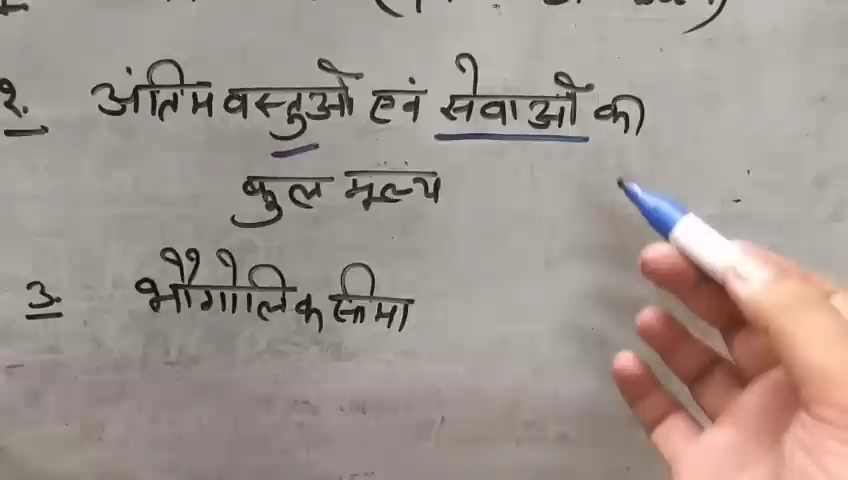 २. अंतिम वस्तुओं एवं सेवाओं का
कुल मूल्य
३. भौगोलिक सीमा